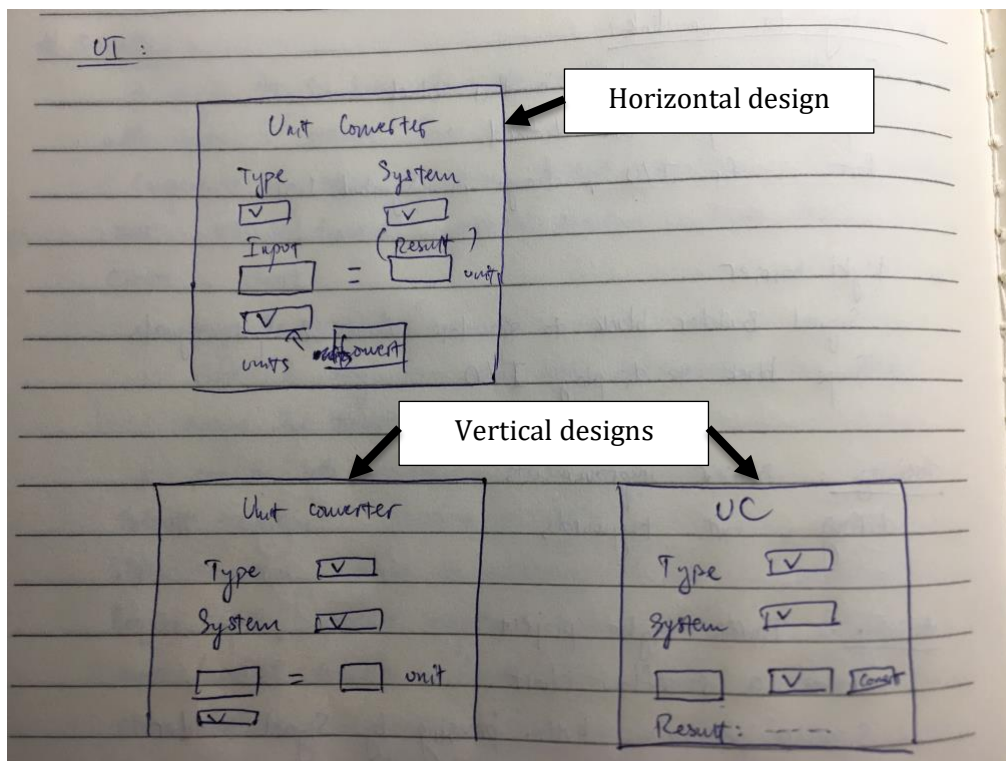 UI :
Horizontal design
Unit Converter
Type System
Input (Result)
= unit
units Convert
Vertical designs
Unit converter
Type
System
= unit
UC
Type
System
Convert
Result: -----